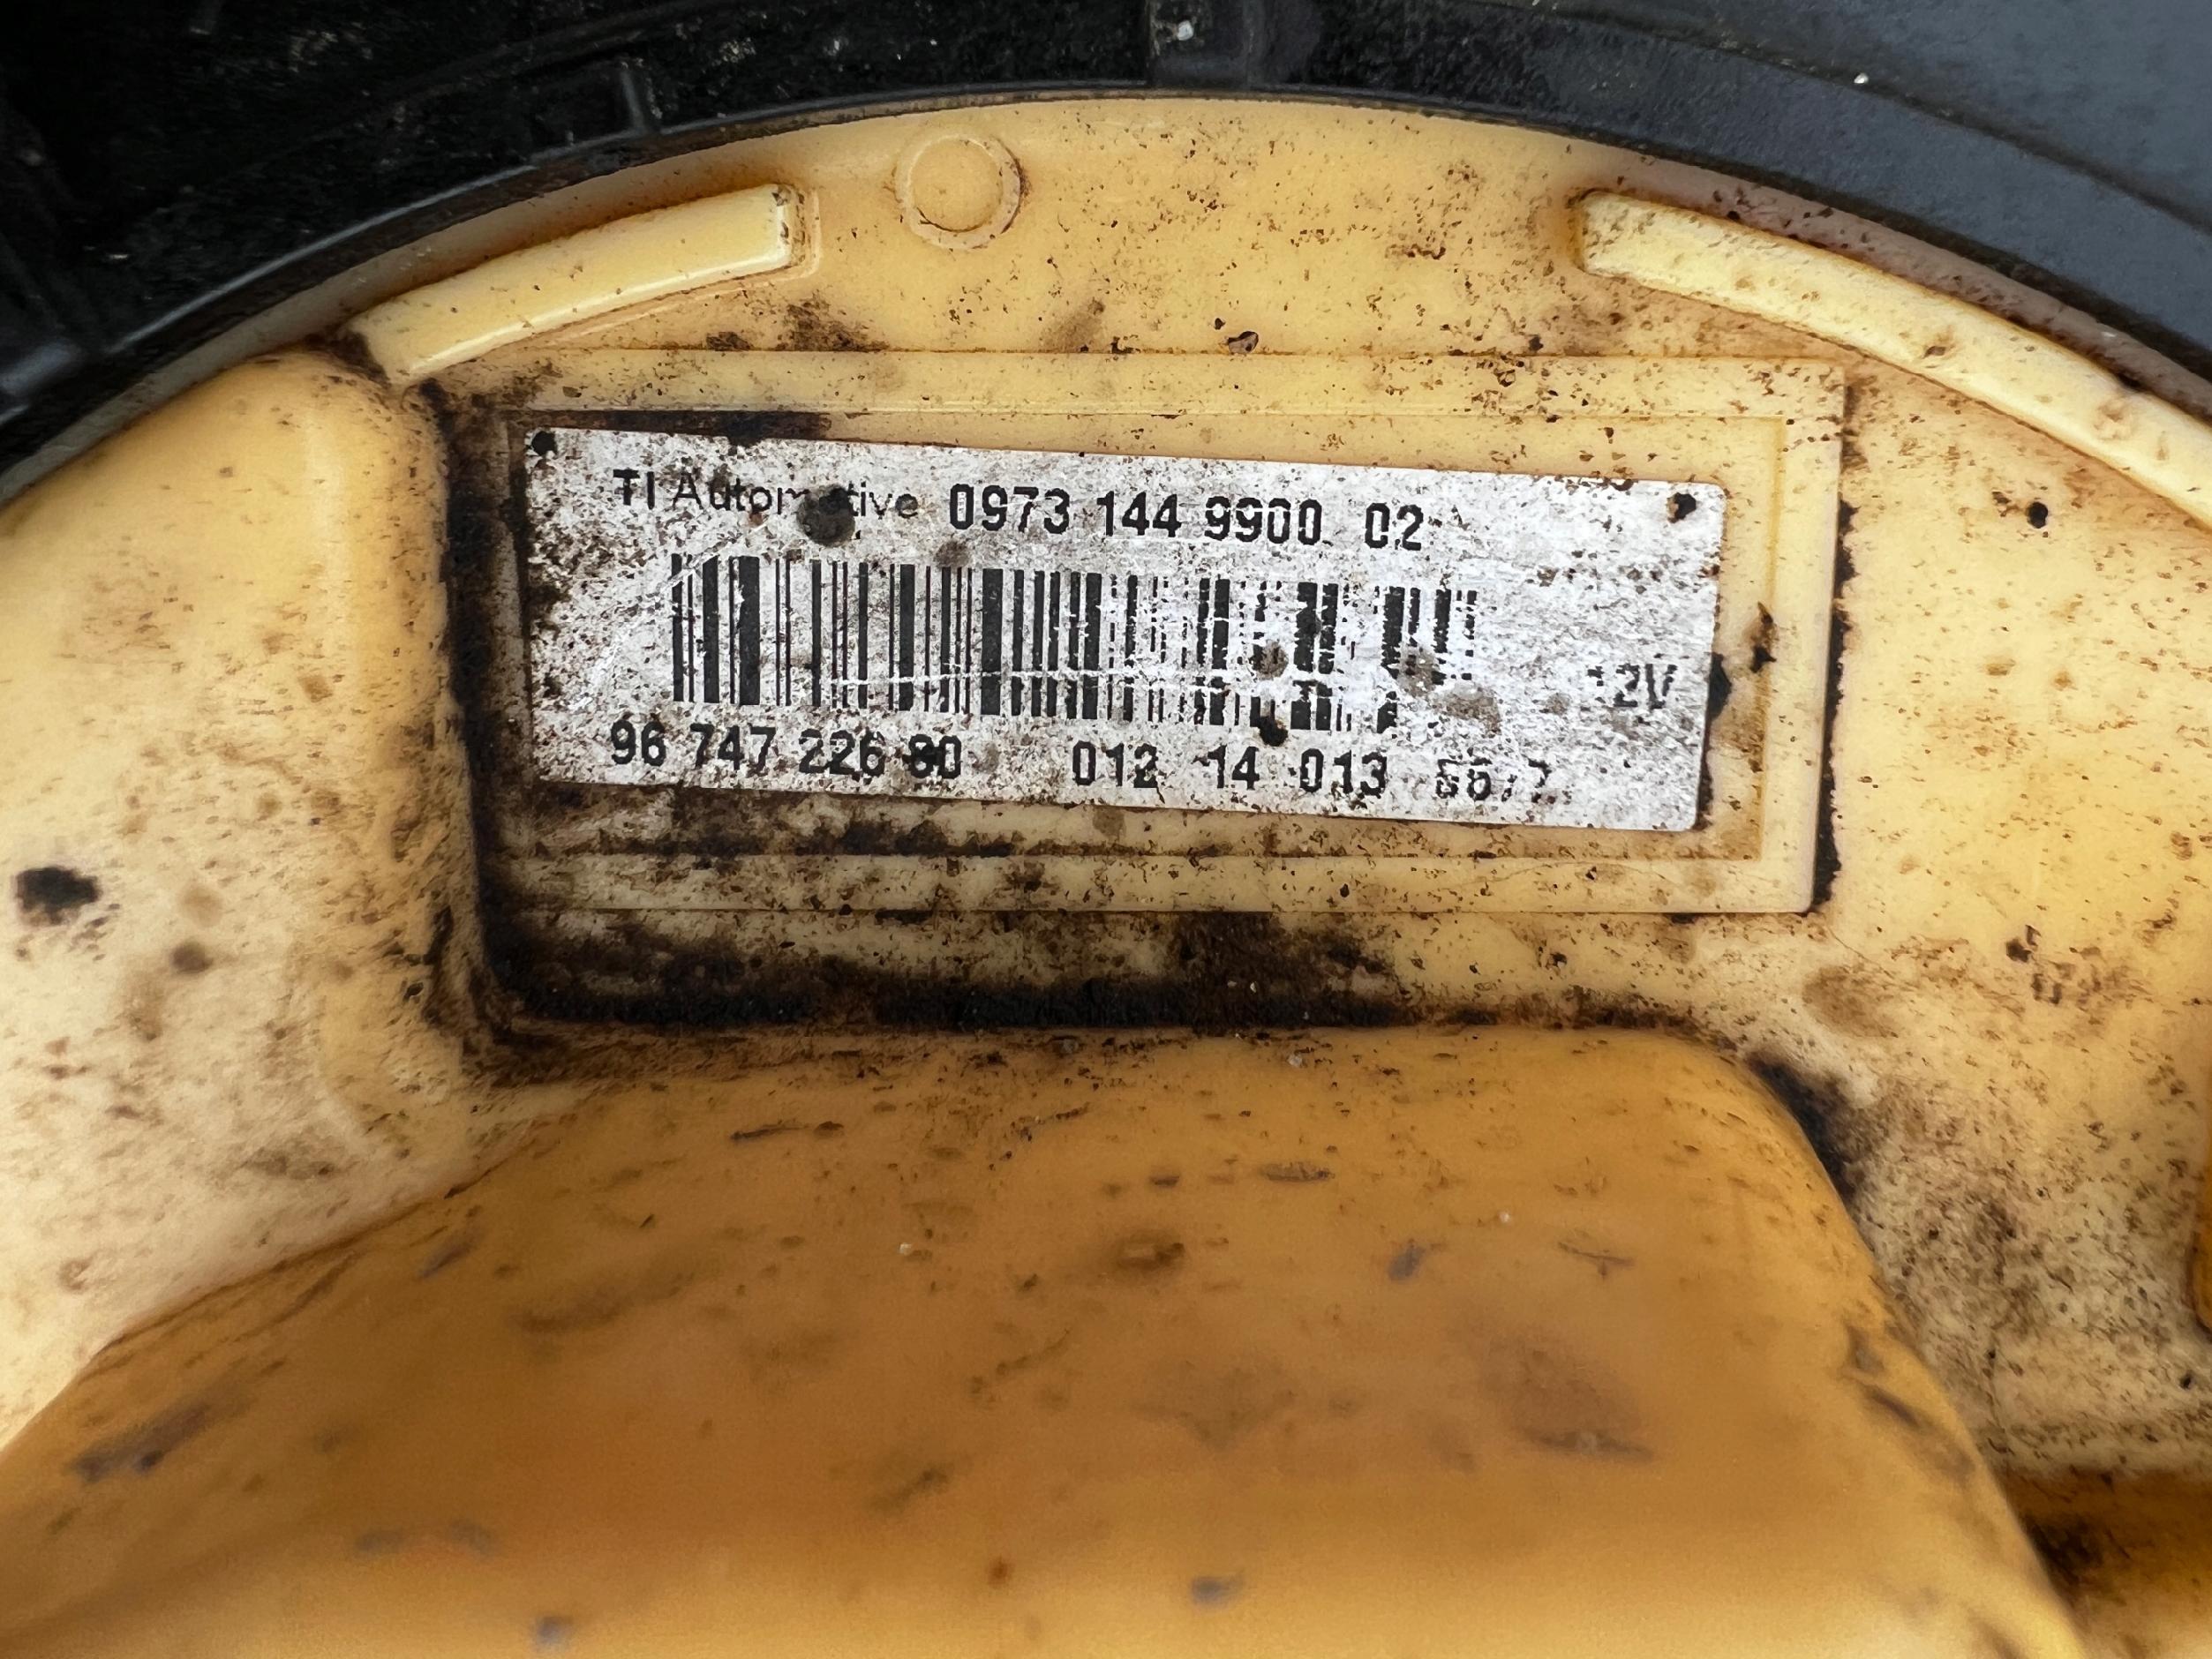 TI Automotive 0973 144 9900 02
12V
96 747 226 80 012 14 013